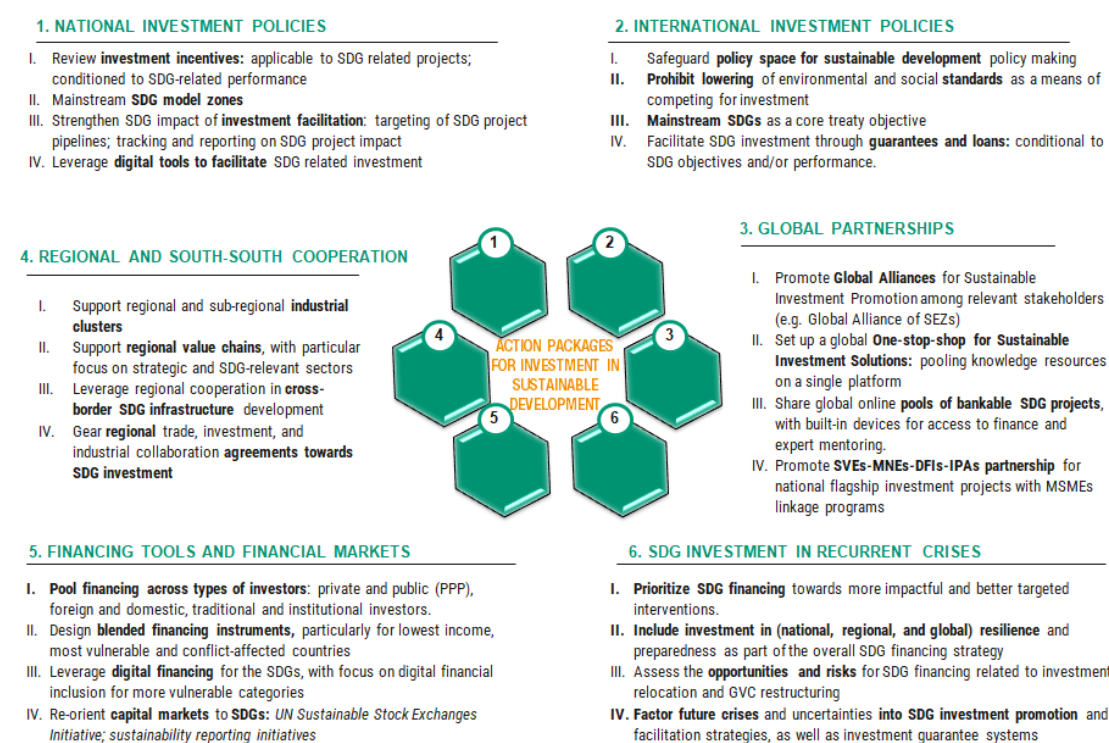 1. NATIONAL INVESTMENT POLICIES
I. Review investment incentives: applicable to SDG related projects;
conditioned to SDG-related performance
II. Mainstream SDG model zones
III. Strengthen SDG impact of investment facilitation: targeting of SDG project
pipelines; tracking and reporting on SDG project impact
IV. Leverage digital tools to facilitate SDG related investment
2. INTERNATIONAL INVESTMENT POLICIES
I. Safeguard policy space for sustainable development policy making
II. Prohibit lowering of environmental and social standards as a means of
competing for investment
III. Mainstream SDGs as a core treaty objective
IV. Facilitate SDG investment through guarantees and loans: conditional to
SDG objectives and/or performance.
3. GLOBAL PARTNERSHIPS
I. Promote Global Alliances for Sustainable
Investment Promotion among relevant stakeholders
(e.g. Global Alliance of SEZs)
II. Set up a global One-stop-shop for Sustainable
Investment Solutions: pooling knowledge resources
on a single platform
III. Share global online pools of bankable SDG projects,
with built-in devices for access to finance and
expert mentoring.
IV. Promote SVEs-MNEs-DFIs-IPAs partnership for
national flagship investment projects with MSMEs
linkage programs
4. REGIONAL AND SOUTH-SOUTH COOPERATION
I. Support regional and sub-regional industrial
clusters
II. Support regional value chains, with particular
focus on strategic and SDG-relevant sectors
III. Leverage regional cooperation in cross-
border SDG infrastructure development
IV. Gear regional trade, investment, and
industrial collaboration agreements towards
SDG investment
1
2
4
3
ACTION PACKAGES
FOR INVESTMENT IN
SUSTAINABLE
DEVELOPMENT
5
6
5. FINANCING TOOLS AND FINANCIAL MARKETS
I. Pool financing across types of investors: private and public (PPP),
foreign and domestic, traditional and institutional investors.
II. Design blended financing instruments, particularly for lowest income,
most vulnerable and conflict-affected countries
III. Leverage digital financing for the SDGs, with focus on digital financial
inclusion for more vulnerable categories
IV. Re-orient capital markets to SDGs: UN Sustainable Stock Exchanges
Initiative; sustainability reporting initiatives
6. SDG INVESTMENT IN RECURRENT CRISES
I. Prioritize SDG financing towards more impactful and better targeted
interventions.
II. Include investment in (national, regional, and global) resilience and
preparedness as part of the overall SDG financing strategy
III. Assess the opportunities and risks for SDG financing related to investment
relocation and GVC restructuring
IV. Factor future crises and uncertainties into SDG investment promotion and
facilitation strategies, as well as investment guarantee systems